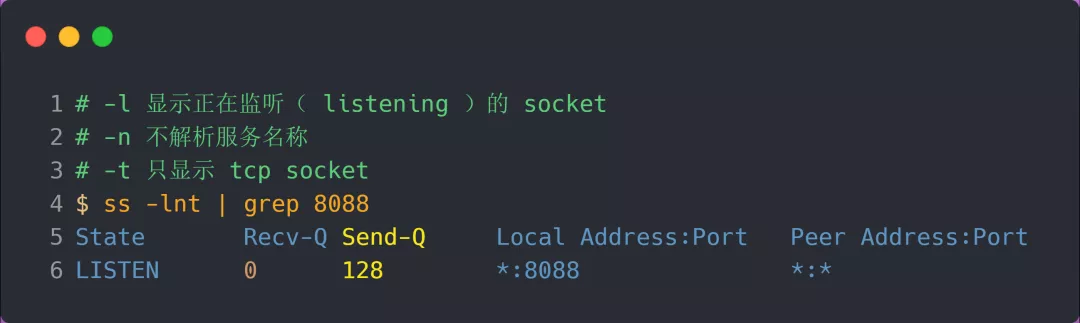 1 # -l 显示正在监听（ listening ）的 socket
2 # -n 不解析服务名称
3 # -t 只显示 tcp socket
4 $ ss -lnt | grep 8088
5 State Recv-Q Send-Q Local Address:Port Peer Address:Port
6 LISTEN 0 128 *:8088 *:*